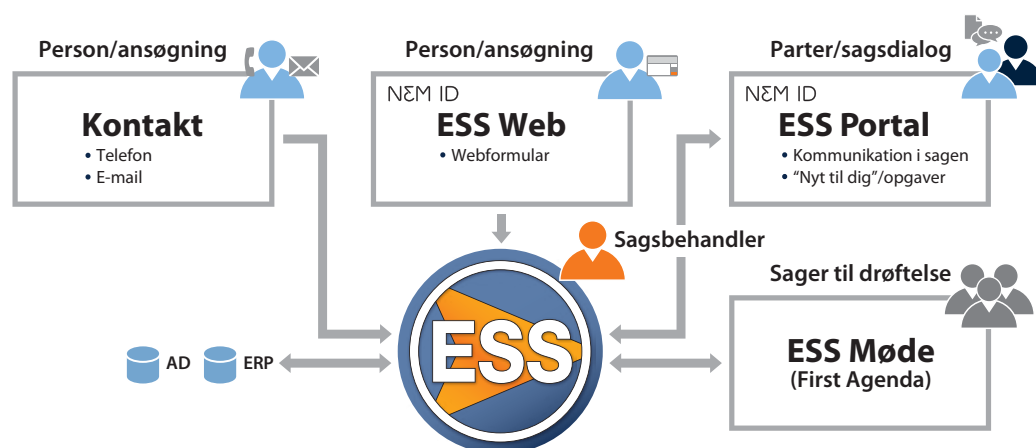 Person/ansøgning
Kontakt
• Telefon
• E-mail
Person/ansøgning
NEM ID
ESS Web
• Webformular
Parter/sagsdialog
NEM ID
ESS Portal
• Kommunikation i sagen
• “Nyt til dig”/opgaver
Sagsbehandler
ESS
AD
ERP
Sager til drøftelse
ESS Møde
(First Agenda)